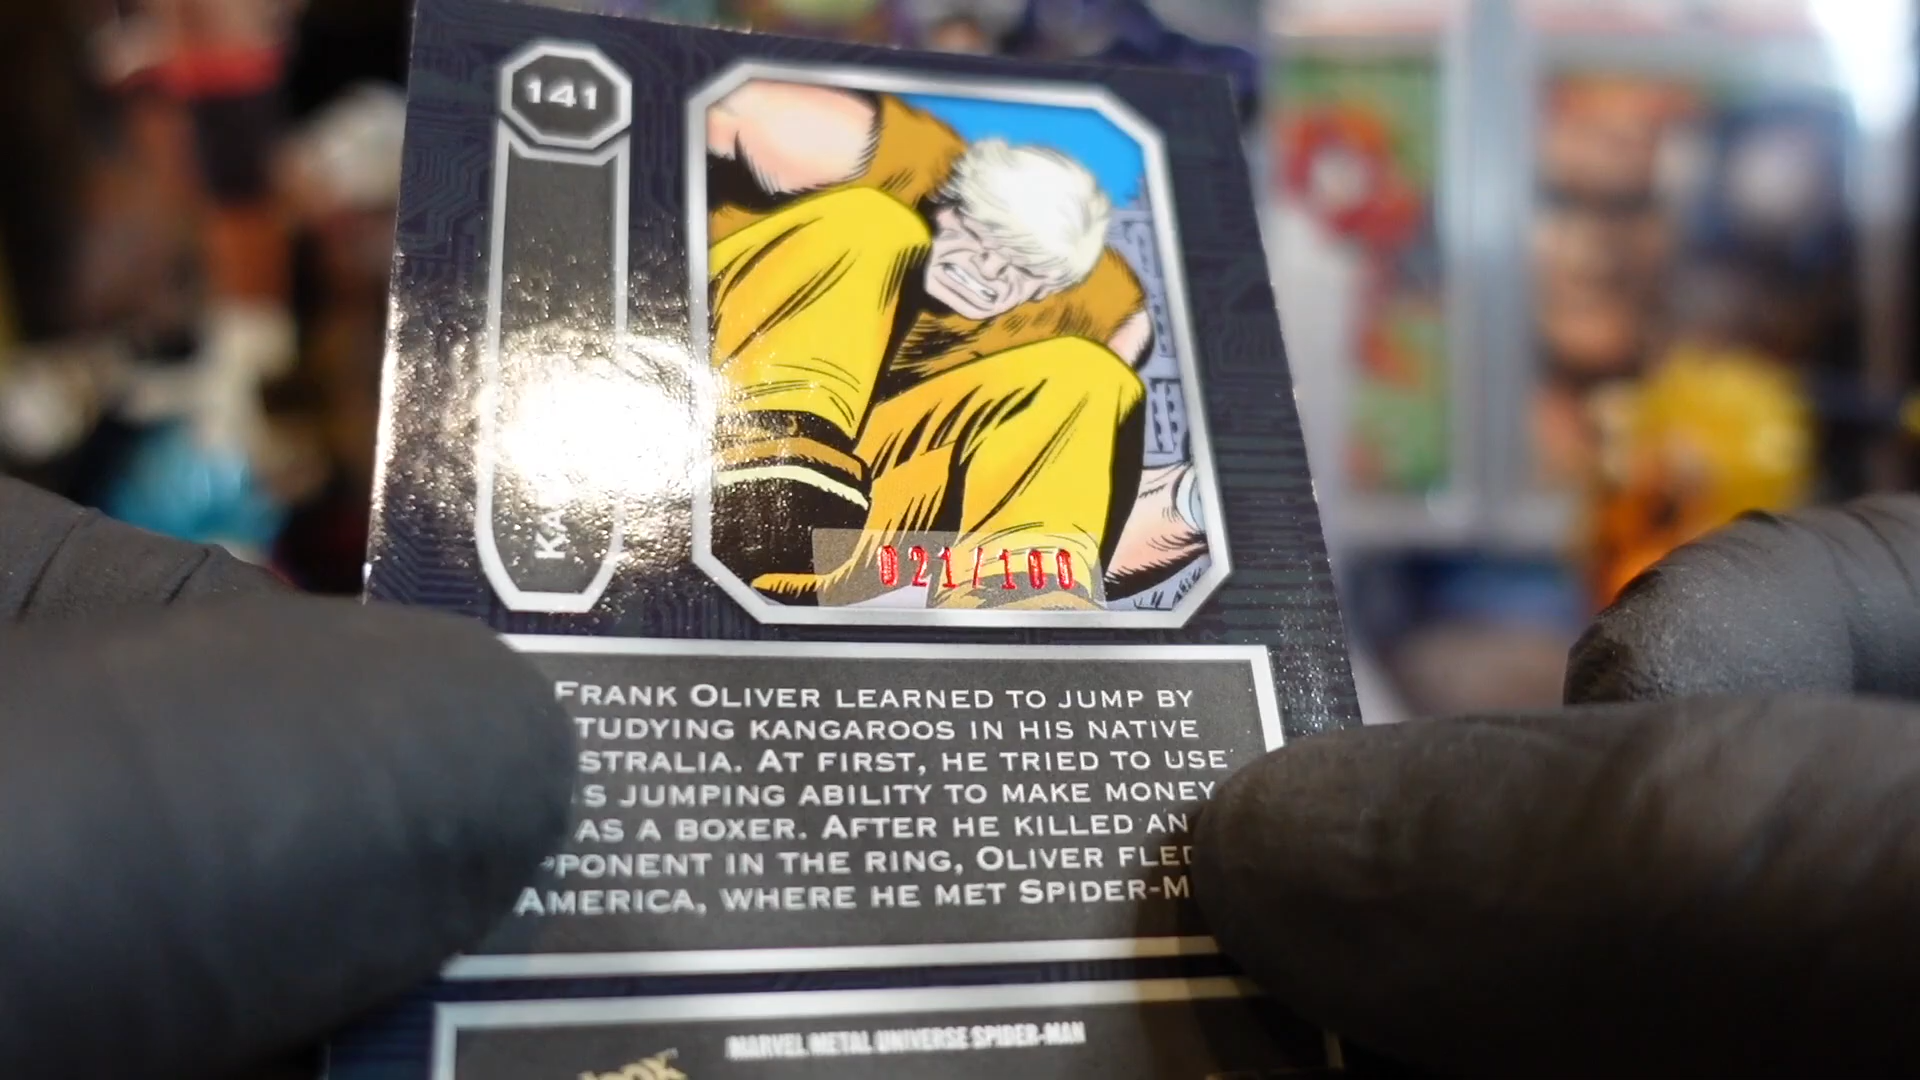 141
021/100
FRANK OLIVER LEARNED TO JUMP BY
TUDYING KANGAROOS IN HIS NATIVE
STRALIA. AT FIRST, HE TRIED TO USE
S JUMPING ABILITY TO MAKE MONEY
AS A BOXER. AFTER HE KILLED AN
PPONENT IN THE RING, OLIVER FLED
AMERICA, WHERE HE MET SPIDER-M
MARVEL METAL UNIVERSE SPIDER-MAN